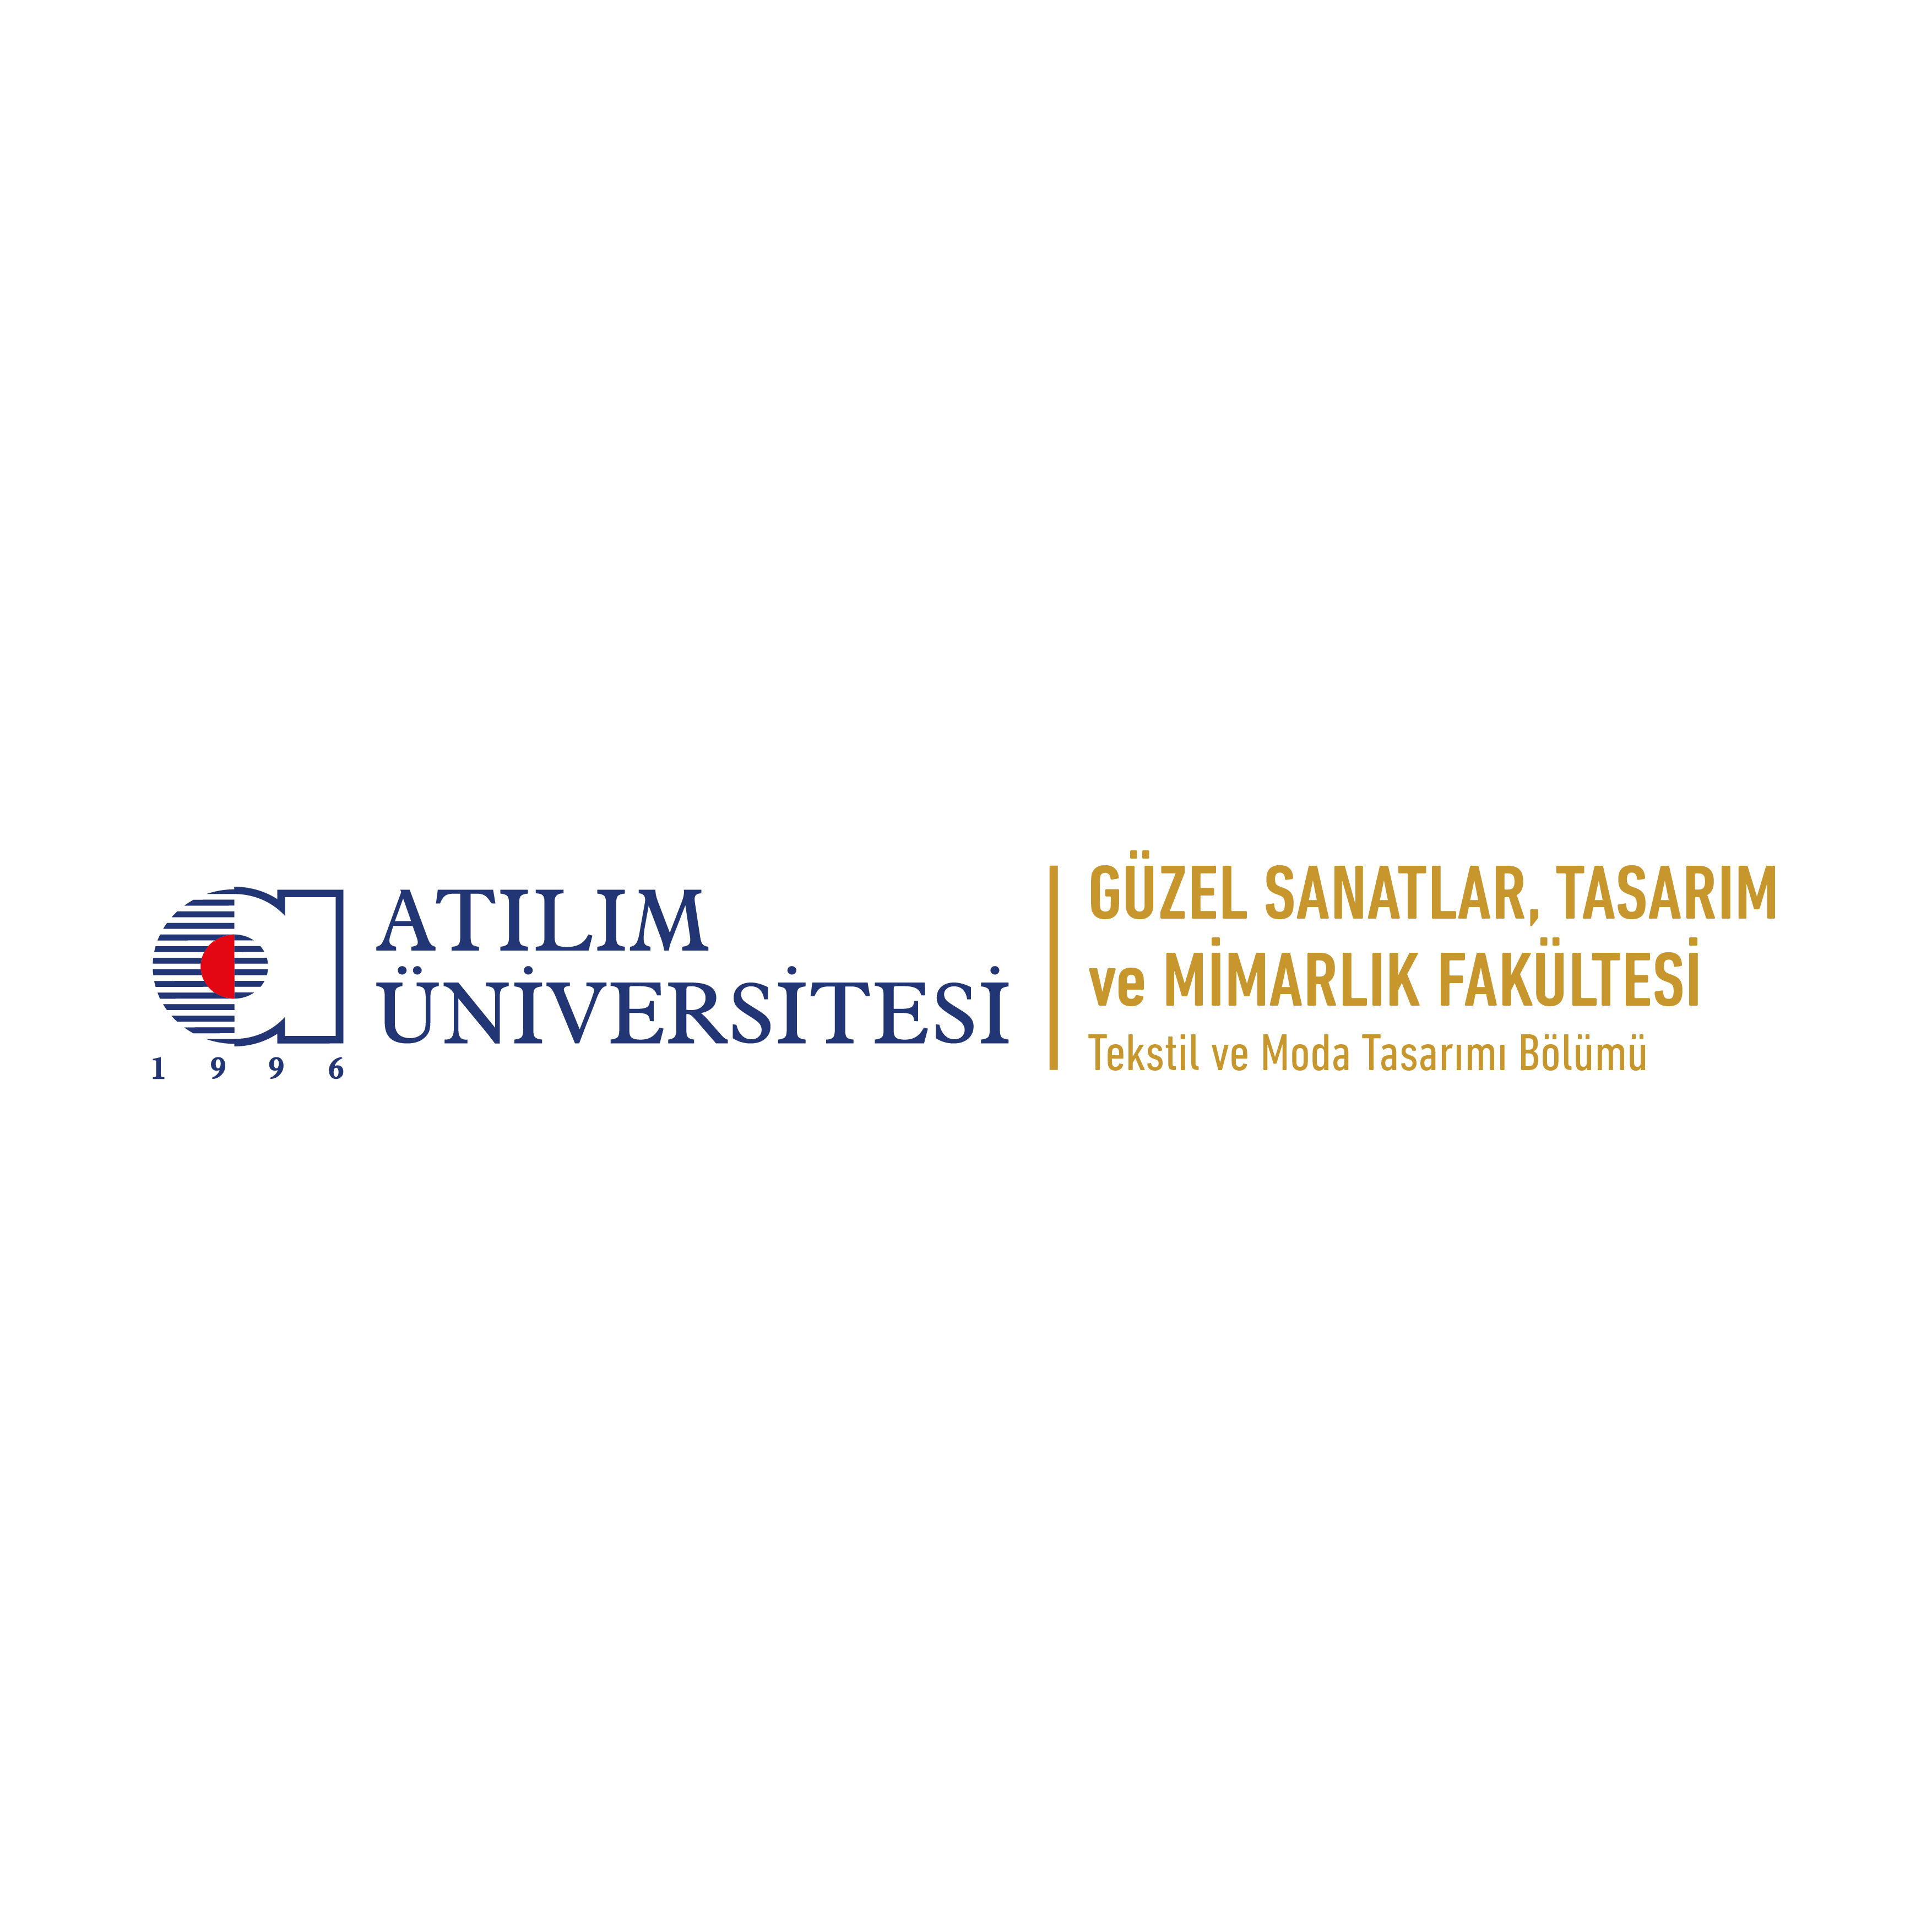 ATILIM
ÜNİVERSİTESİ
1996
GÜZEL SANATLAR, TASARIM
ve MİMARLIK FAKÜLTESİ
Tekstil ve Moda Tasarımı Bölümü